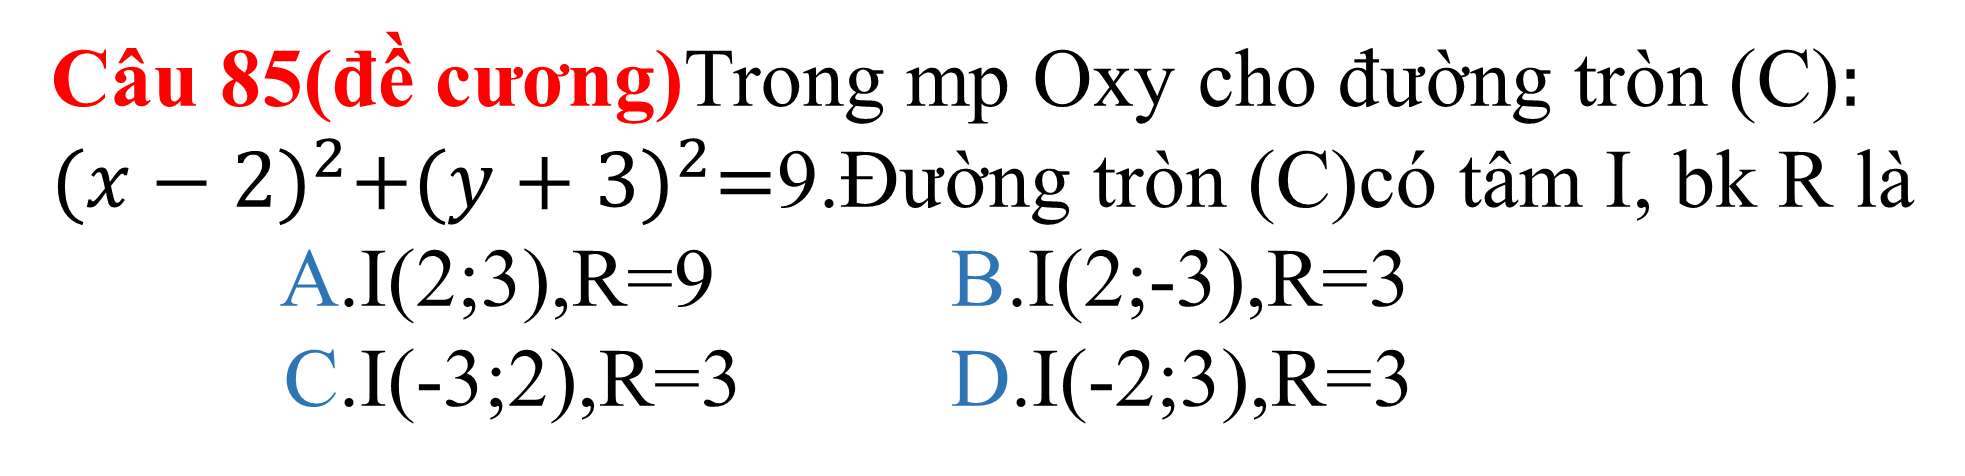 Câu 85(đề cương)Trong mp Oxy cho đường tròn (C):
(x − 2)²+(y + 3)²=9.Đường tròn (C)có tâm I, bk R là
A.I(2;3),R=9 B.I(2;-3),R=3
C.I(-3;2),R=3 D.I(-2;3),R=3